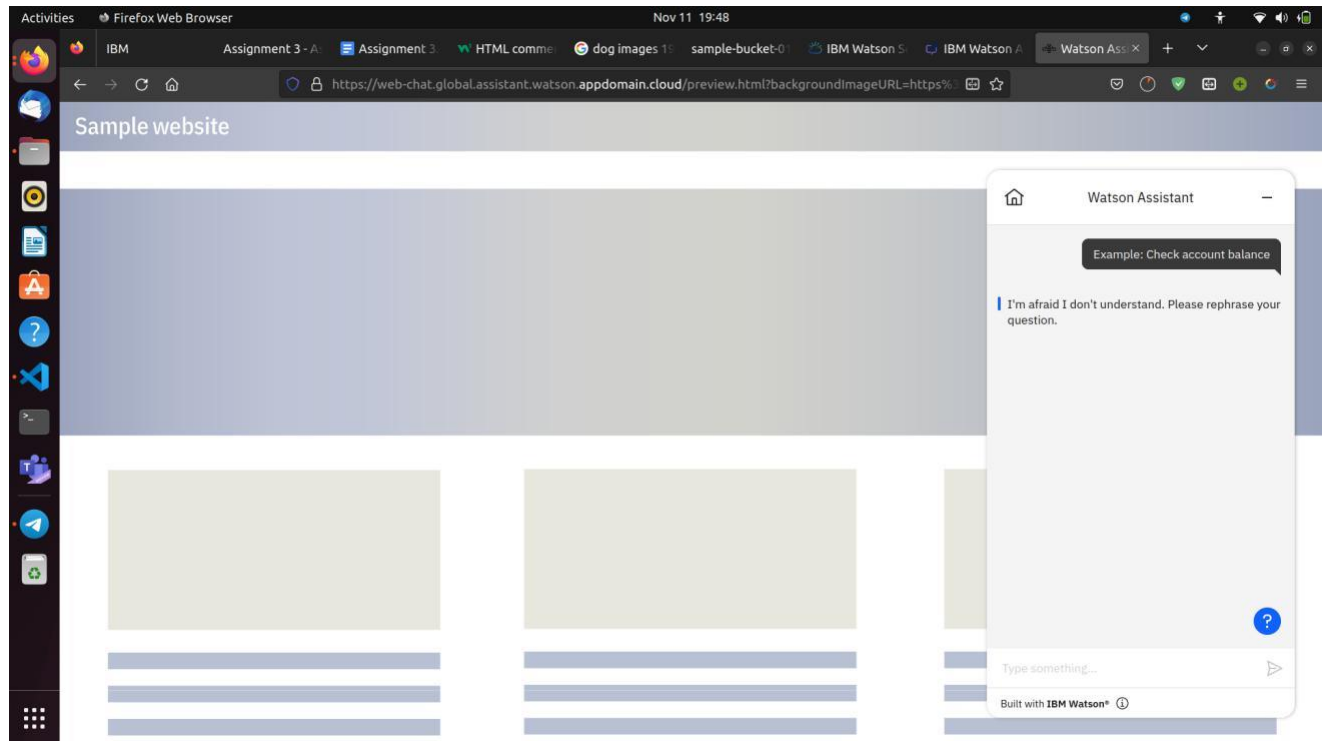 Activities
Firefox Web Browser
Nov 11 19:48
IBM
Assignment 3 - A
Assignment 3
HTML comme
dog images 19
sample-bucket-01
IBM Watson S
IBM Watson A
Watson Ass
https://web-chat.global.assistant.watson.appdomain.cloud/preview.html?backgroundImageURL=https%3
Sample website
Watson Assistant
Example: Check account balance
I'm afraid I don't understand. Please rephrase your
question.
?
Type something...
Built with IBM Watson®